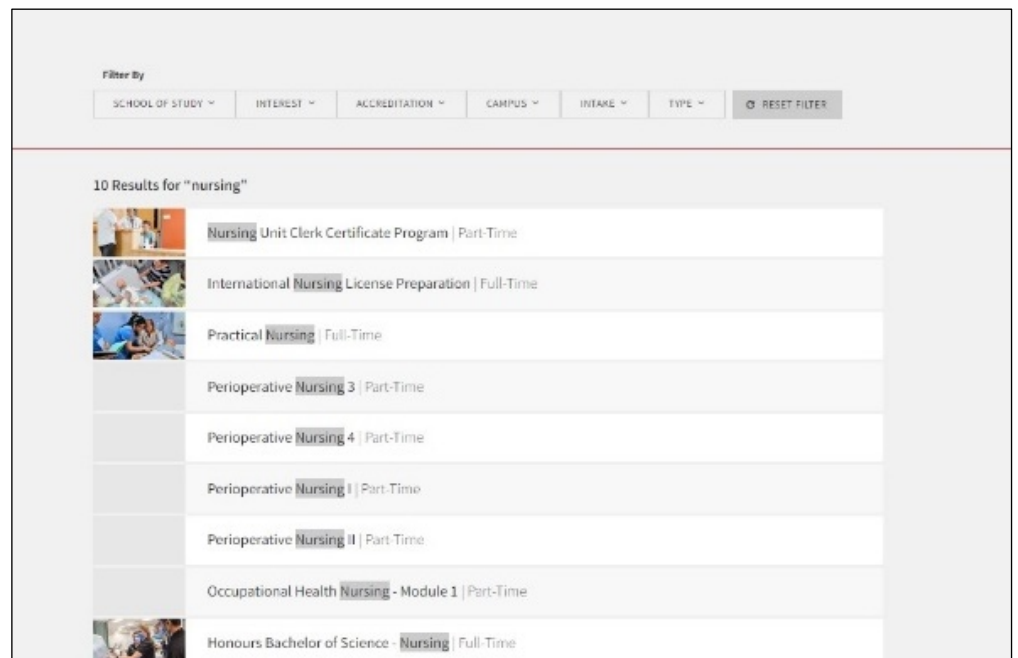 Filter By
SCHOOL OF STUDY INTEREST ACCREDITATION CAMPUS INTAKE TYPE RESET FILTER
10 Results for "nursing"
Nursing Unit Clerk Certificate Program | Part-Time
International Nursing License Preparation | Full-Time
Practical Nursing | Full-Time
Perioperative Nursing 3 | Part-Time
Perioperative Nursing 4 | Part-Time
Perioperative Nursing I | Part-Time
Perioperative Nursing II | Part-Time
Occupational Health Nursing - Module 1 | Part-Time
Honours Bachelor of Science - Nursing | Full-Time